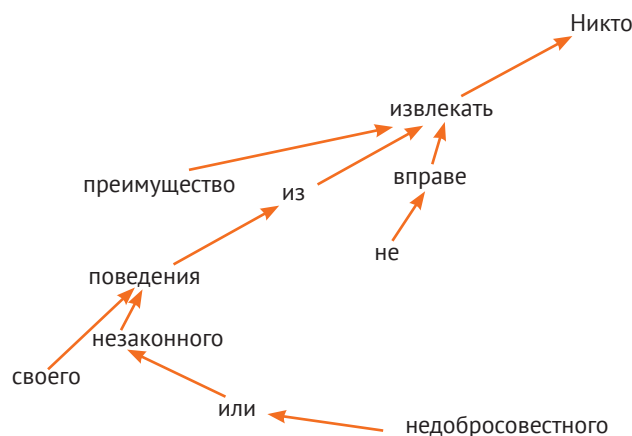 Никто
извлекать
преимущество
из
вправе
не
поведения
незаконного
своего
или
недобросовестного